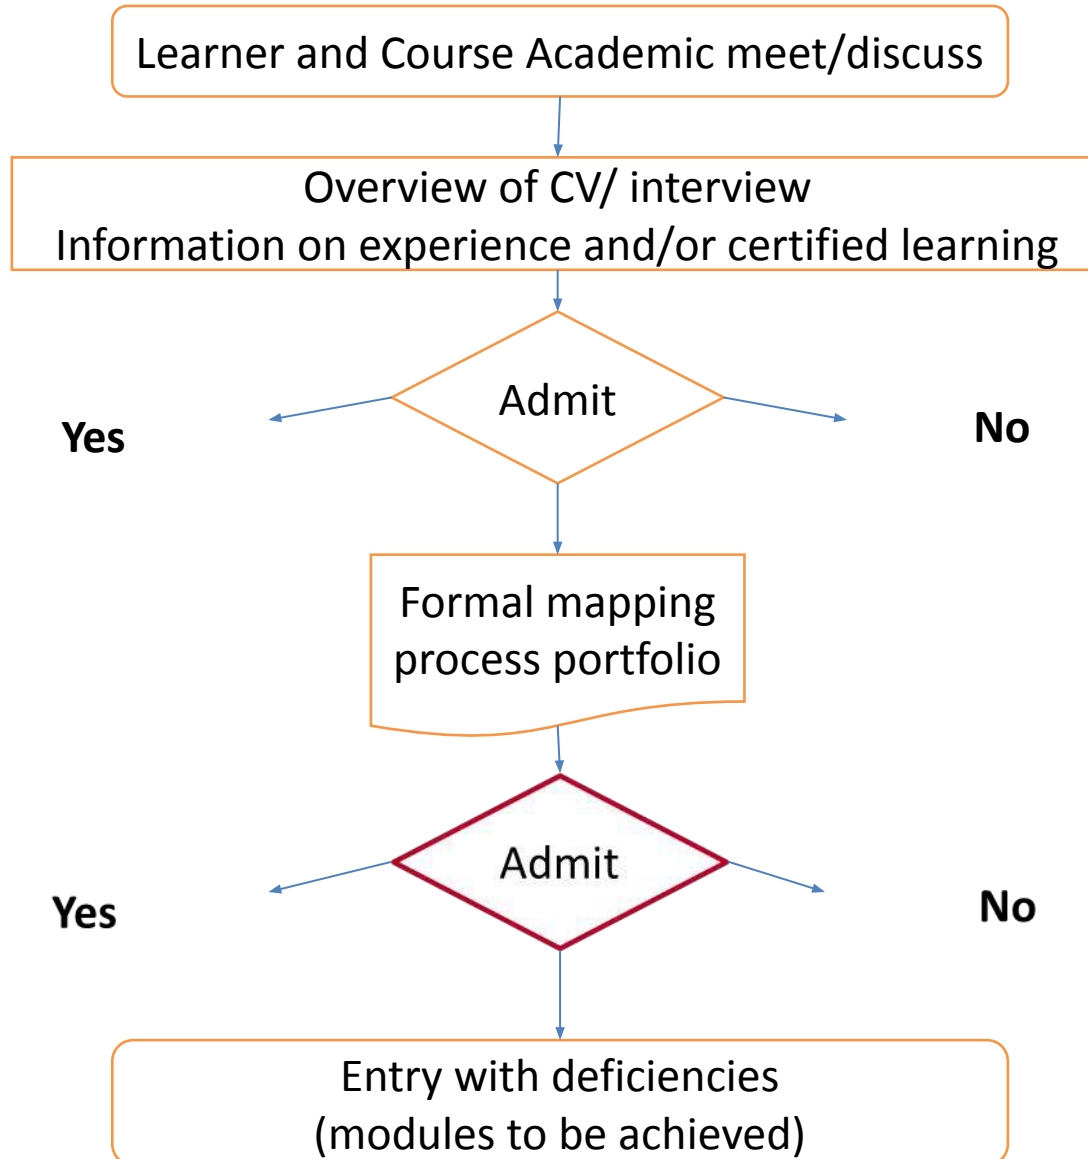 Learner and Course Academic meet/discuss
Overview of CV/ interview
Information on experience and/or certified learning
Admit
Yes
No
Formal mapping
process portfolio
Admit
Yes
No
Entry with deficiencies
(modules to be achieved)